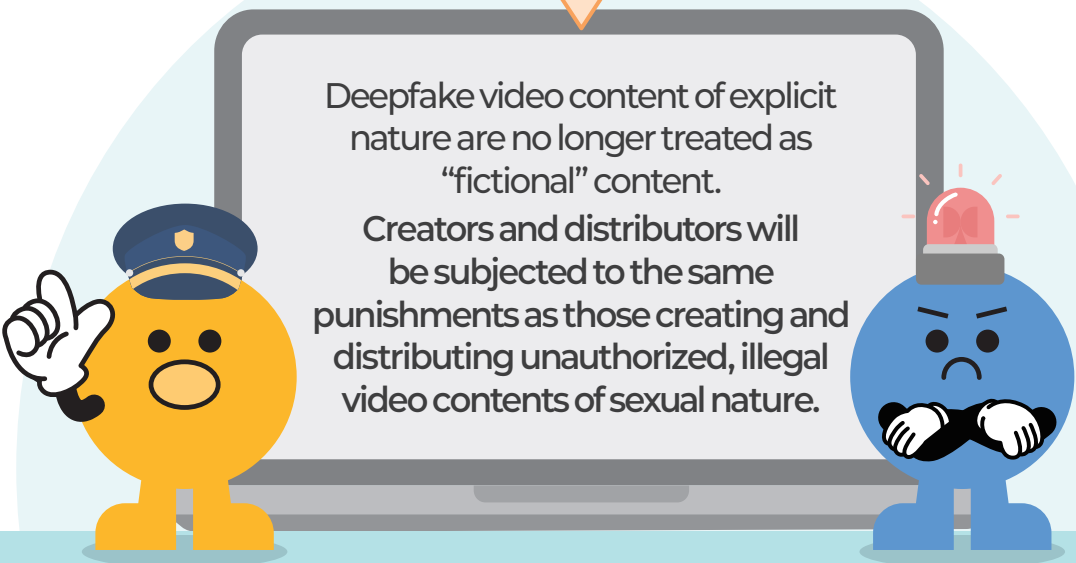 Deepfake video content of explicit
nature are no longer treated as
“fictional” content.
Creators and distributors will
be subjected to the same
punishments as those creating and
distributing unauthorized, illegal
video contents of sexual nature.